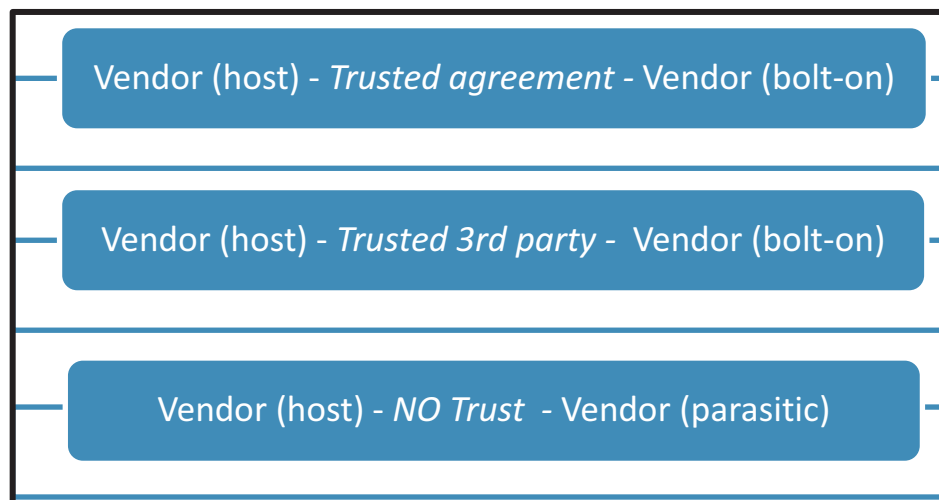 Vendor (host) - Trusted agreement - Vendor (bolt-on)
Vendor (host) - Trusted 3rd party - Vendor (bolt-on)
Vendor (host) - NO Trust - Vendor (parasitic)